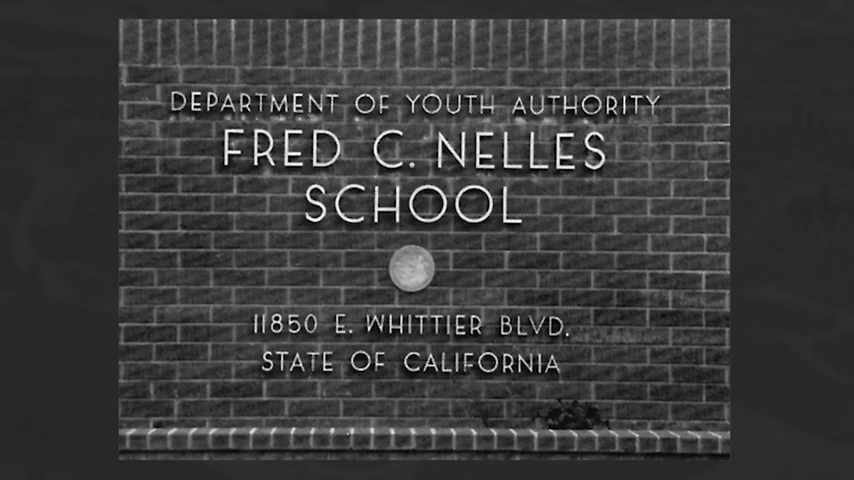 DEPARTMENT OF YOUTH AUTHORITY
FRED C. NELLES
SCHOOL
11850 E. WHITTIER BLVD.
STATE OF CALIFORNIA